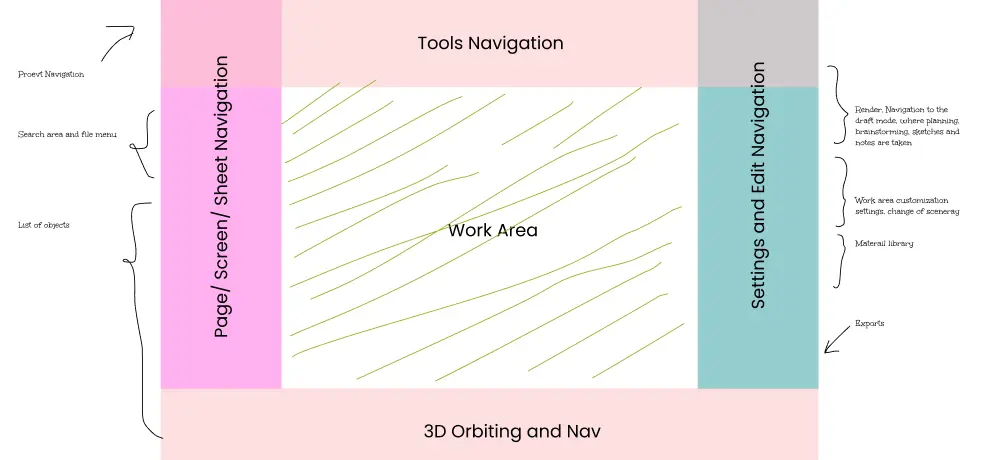 Tools Navigation
Proevt Navigation
Search area and file menu
List of objects
Page/ Screen/ Sheet Navigation
Work Area
Settings and Edit Navigation
Render, Navigation to the
draft mode, where planning,
brainstorming, sketches and
notes are taken
Work area customization
settings, change of sceneray
Materail library
Exports
3D Orbiting and Nav